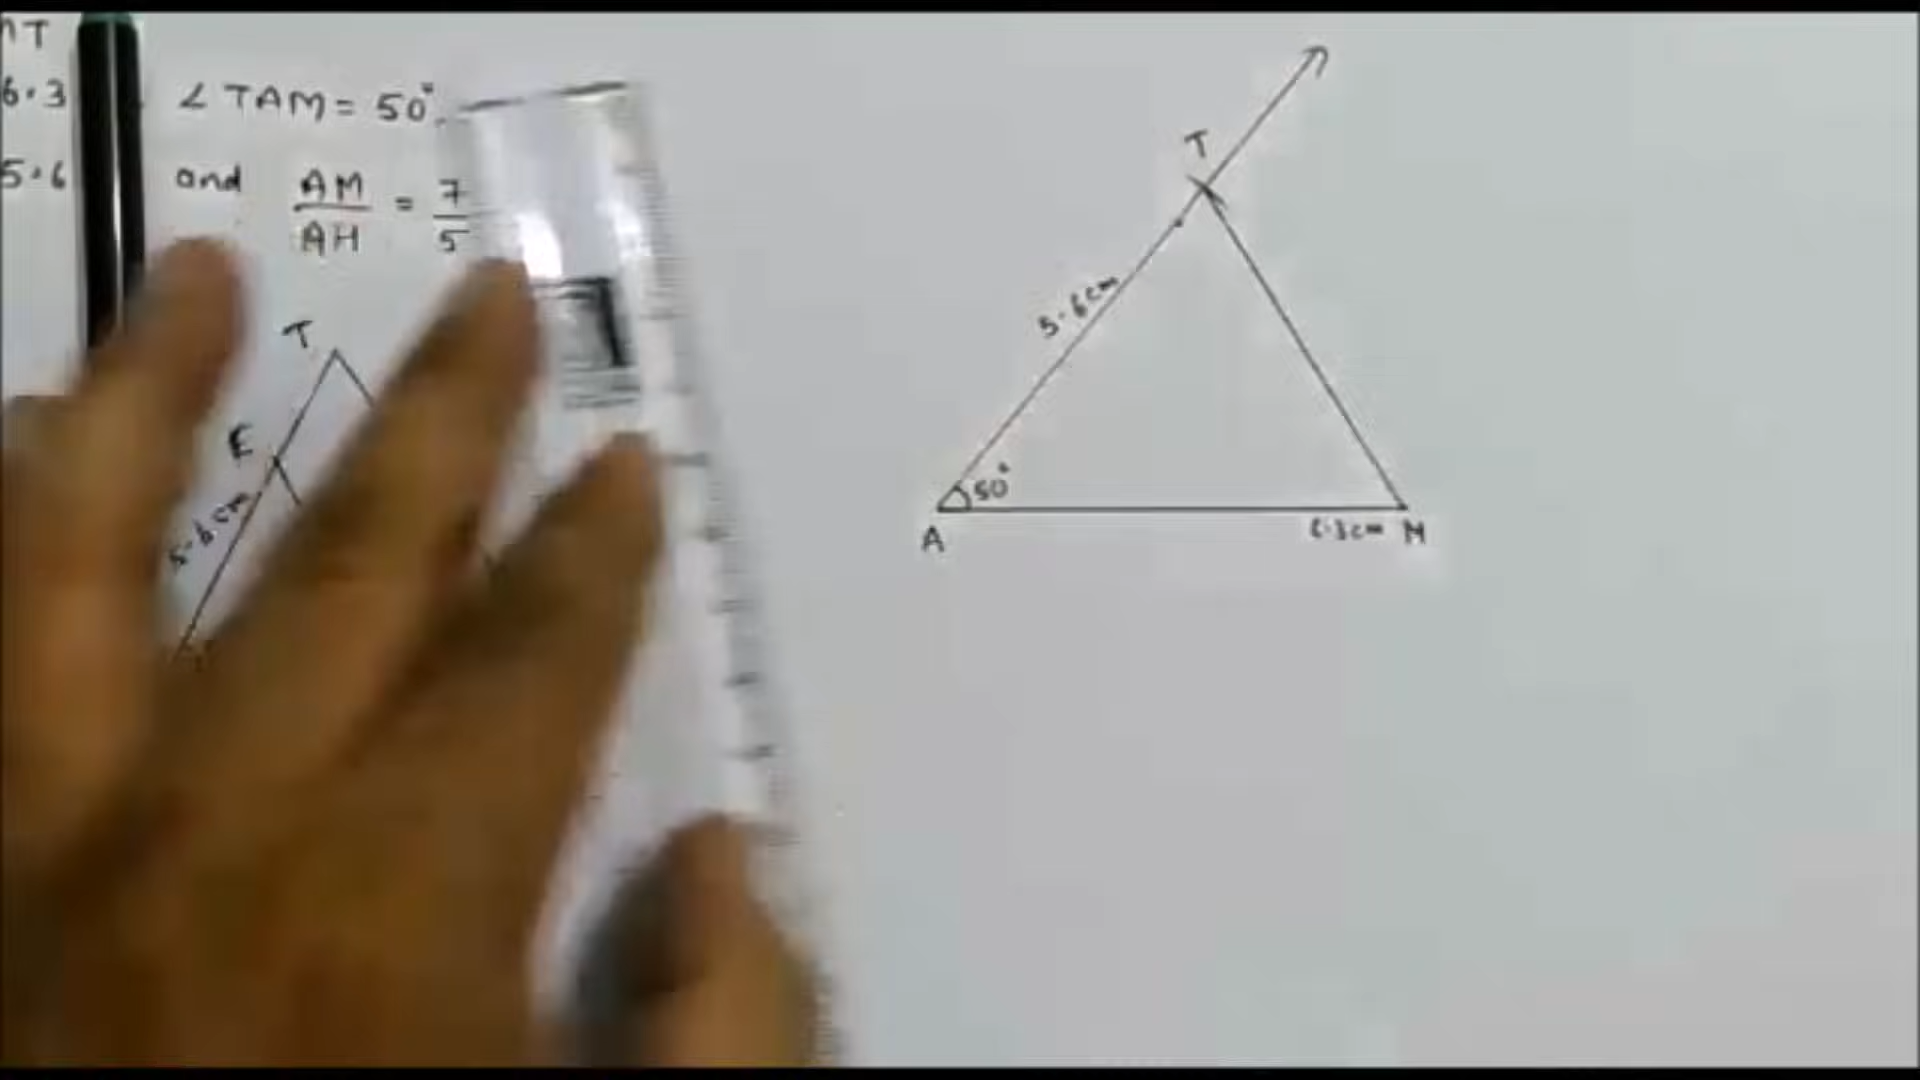 T
6.3
∠TAM = 50°
5.6 and AM/AH = 7/5
T
E
5.6 cm
T
5.6 cm
50°
A 6.3 cm M